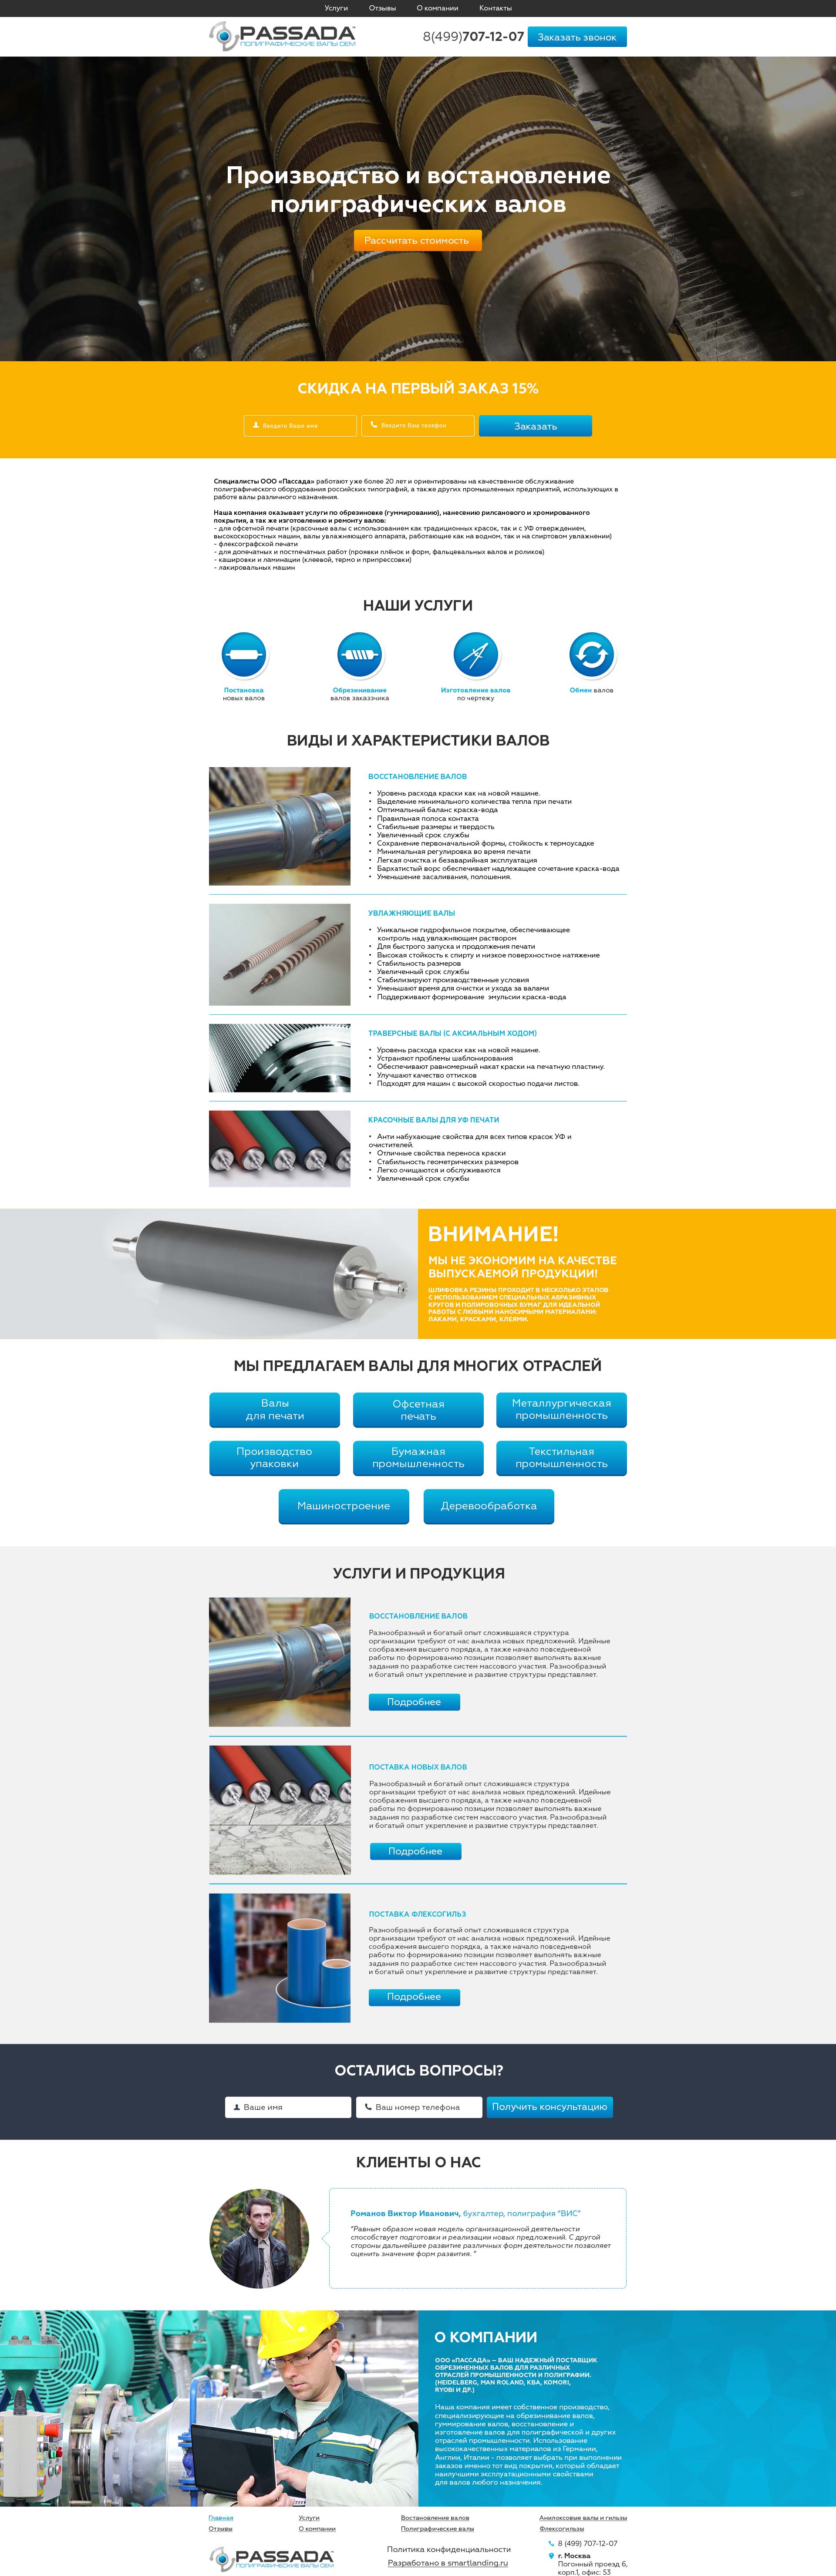 Услуги Отзывы О компании Контакты
PASSADA
ПОЛИГРАФИЧЕСКИЕ ВАЛЫ OEM
8(499)707-12-07
Заказать звонок
Производство и востановление
полиграфических валов
Рассчитать стоимость
СКИДКА НА ПЕРВЫЙ ЗАКАЗ 15%
Введите Ваше имя
Введите Ваш телефон
Заказать
Специалисты ООО «Пассада» работают уже более 20 лет и ориентированы на качественное обслуживание
полиграфического оборудования российских типографий, а также других промышленных предприятий, использующих в
работе валы различного назначения.
Наша компания оказывает услуги по обрезиновке (гуммированию), нанесению рилсанового и хромированного
покрытия, а так же изготовлению и ремонту валов:
- для офсетной печати (красочные валы с использованием как традиционных красок, так и с УФ отверждением,
высокоскоростных машин, валы увлажняющего аппарата, работающие как на водном, так и на спиртовом увлажнении)
- флексографской печати
- для допечатных и постпечатных работ (проявки плёнок и форм, фальцевальных валов и роликов)
- кашировки и ламинации (клеевой, термо и припрессовки)
- лакировальных машин
НАШИ УСЛУГИ
Постановка
новых валов
Обрезинивание
валов заказзчика
Изготовление валов
по чертежу
Обмен валов
ВИДЫ И ХАРАКТЕРИСТИКИ ВАЛОВ
ВОССТАНОВЛЕНИЕ ВАЛОВ
• Уровень расхода краски как на новой машине.
• Выделение минимального количества тепла при печати
• Оптимальный баланс краска-вода
• Правильная полоса контакта
• Стабильные размеры и твердость
• Увеличенный срок службы
• Сохранение первоначальной формы, стойкость к термоусадке
• Минимальная регулировка во время печати
• Легкая очистка и безаварийная эксплуатация
• Бархатистый ворс обеспечивает надлежащее сочетание краска-вода
• Уменьшение засаливания, полошения.
УВЛАЖНЯЮЩИЕ ВАЛЫ
• Уникальное гидрофильное покрытие, обеспечивающее
контроль над увлажняющим раствором
• Для быстрого запуска и продолжения печати
• Высокая стойкость к спирту и низкое поверхностное натяжение
• Стабильность размеров
• Увеличенный срок службы
• Стабилизируют производственные условия
• Уменьшают время для очистки и ухода за валами
• Поддерживают формирование эмульсии краска-вода
ТРАВЕРСНЫЕ ВАЛЫ (С АКСИАЛЬНЫМ ХОДОМ)
• Уровень расхода краски как на новой машине.
• Устраняют проблемы шаблонирования
• Обеспечивают равномерный накат краски на печатную пластину.
• Улучшают качество оттисков
• Подходят для машин с высокой скоростью подачи листов.
КРАСОЧНЫЕ ВАЛЫ ДЛЯ УФ ПЕЧАТИ
• Анти набухающие свойства для всех типов красок УФ и
очистителей.
• Отличные свойства переноса краски
• Стабильность геометрических размеров
• Легко очищаются и обслуживаются
• Увеличенный срок службы
ВНИМАНИЕ!
МЫ НЕ ЭКОНОМИМ НА КАЧЕСТВЕ
ВЫПУСКАЕМОЙ ПРОДУКЦИИ!
ШЛИФОВКА РЕЗИНЫ ПРОХОДИТ В НЕСКОЛЬКО ЭТАПОВ
С ИСПОЛЬЗОВАНИЕМ СПЕЦИАЛЬНЫХ АБРАЗИВНЫХ
КРУГОВ И ПОЛИРОВОЧНЫХ БУМАГ ДЛЯ ИДЕАЛЬНОЙ
РАБОТЫ С ЛЮБЫМИ НАНОСИМЫМИ МАТЕРИАЛАМИ:
ЛАКАМИ, КРАСКАМИ, КЛЕЯМИ.
МЫ ПРЕДЛАГАЕМ ВАЛЫ ДЛЯ МНОГИХ ОТРАСЛЕЙ
Валы
для печати
Офсетная
печать
Металлургическая
промышленность
Производство
упаковки
Бумажная
промышленность
Текстильная
промышленность
Машиностроение
Деревообработка
УСЛУГИ И ПРОДУКЦИЯ
ВОССТАНОВЛЕНИЕ ВАЛОВ
Разнообразный и богатый опыт сложившаяся структура
организации требуют от нас анализа новых предложений. Идейные
соображения высшего порядка, а также начало повседневной
работы по формированию позиции позволяет выполнять важные
задания по разработке систем массового участия. Разнообразный
и богатый опыт укрепление и развитие структуры представляет.
Подробнее
ПОСТАВКА НОВЫХ ВАЛОВ
Разнообразный и богатый опыт сложившаяся структура
организации требуют от нас анализа новых предложений. Идейные
соображения высшего порядка, а также начало повседневной
работы по формированию позиции позволяет выполнять важные
задания по разработке систем массового участия. Разнообразный
и богатый опыт укрепление и развитие структуры представляет.
Подробнее
ПОСТАВКА ФЛЕКСОГИЛЬЗ
Разнообразный и богатый опыт сложившаяся структура
организации требуют от нас анализа новых предложений. Идейные
соображения высшего порядка, а также начало повседневной
работы по формированию позиции позволяет выполнять важные
задания по разработке систем массового участия. Разнообразный
и богатый опыт укрепление и развитие структуры представляет.
Подробнее
ОСТАЛИСЬ ВОПРОСЫ?
Ваше имя
Ваш номер телефона
Получить консультацию
КЛИЕНТЫ О НАС
Романов Виктор Иванович, бухгалтер, полиграфия "ВИС"
"Равным образом новая модель организационной деятельности
способствует подготовки и реализации новых предложений. С другой
стороны дальнейшее развитие различных форм деятельности позволяет
оценить значение форм развития. "
О КОМПАНИИ
ООО «ПАССАДА» – ВАШ НАДЕЖНЫЙ ПОСТАВЩИК
ОБРЕЗИНЕННЫХ ВАЛОВ ДЛЯ РАЗЛИЧНЫХ
ОТРАСЛЕЙ ПРОМЫШЛЕННОСТИ И ПОЛИГРАФИИ.
(HEIDELBERG, MAN ROLAND, KBA, KOMORI,
RYOBI И ДР.)
Наша компания имеет собственное производство,
специализирующие на обрезинивание валов,
гуммирование валов, восстановление и
изготовление валов для полиграфической и других
отраслей промышленности. Использование
высококачественных материалов из Германии,
Англии, Италии - позволяет выбрать при выполнении
заказов именно тот вид покрытия, который обладает
наилучшими эксплуатационными свойствами
для валов любого назначения.
Главная Услуги Востановление валов Анилоксовые валы и гильзы
Отзывы О компании Полиграфические валы Флексогильзы
PASSADA
ПОЛИГРАФИЧЕСКИЕ ВАЛЫ OEM
Политика конфиденциальности
Разработано в smartlanding.ru
8 (499) 707-12-07
г. Москва
Погонный проезд 6,
корп.1, офис: 53